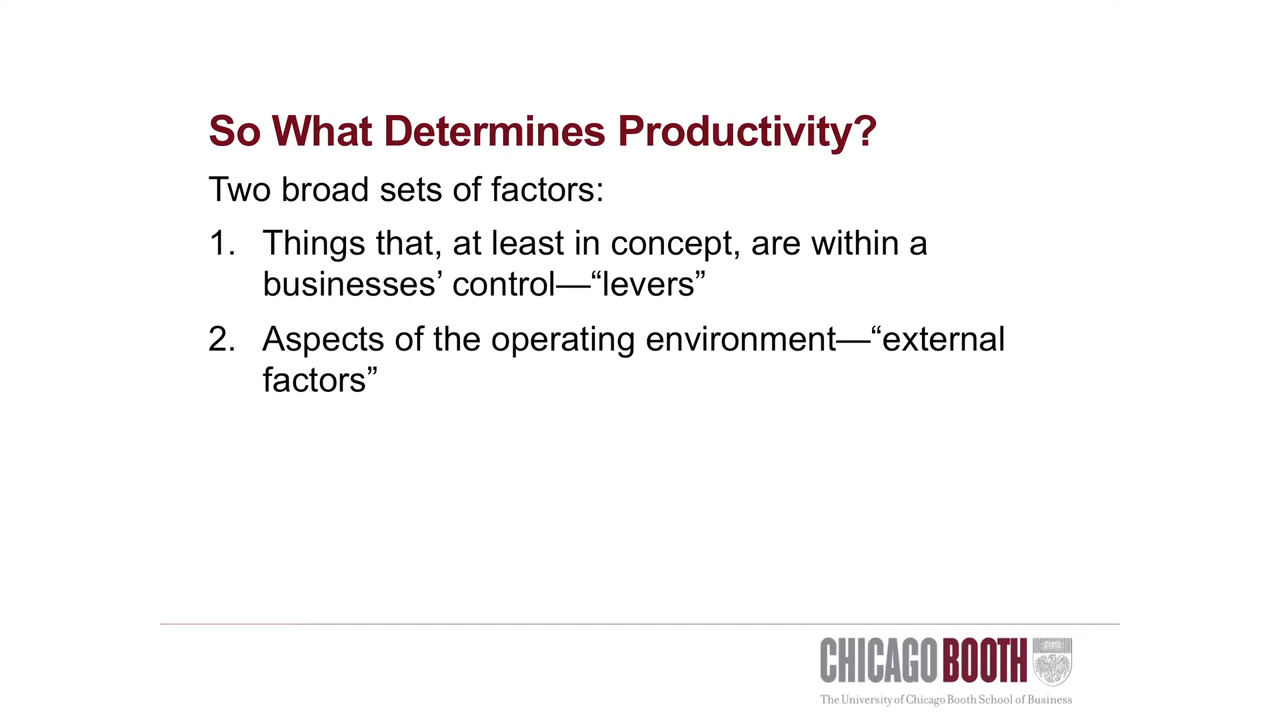 So What Determines Productivity?
Two broad sets of factors:
1. Things that, at least in concept, are within a
businesses’ control—“levers”
2. Aspects of the operating environment—“external
factors”
CHICAGO BOOTH
The University of Chicago Booth School of Business